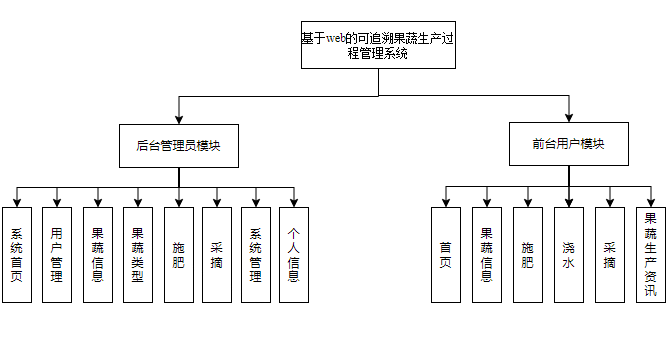 基于web的可追溯果蔬生产过
程管理系统
后台管理员模块
前台用户模块
系统首页
用户管理
果蔬信息
果蔬类型
施肥
采摘
系统管理
个人信息
首页
果蔬信息
施肥
浇水
采摘
果蔬生产资讯